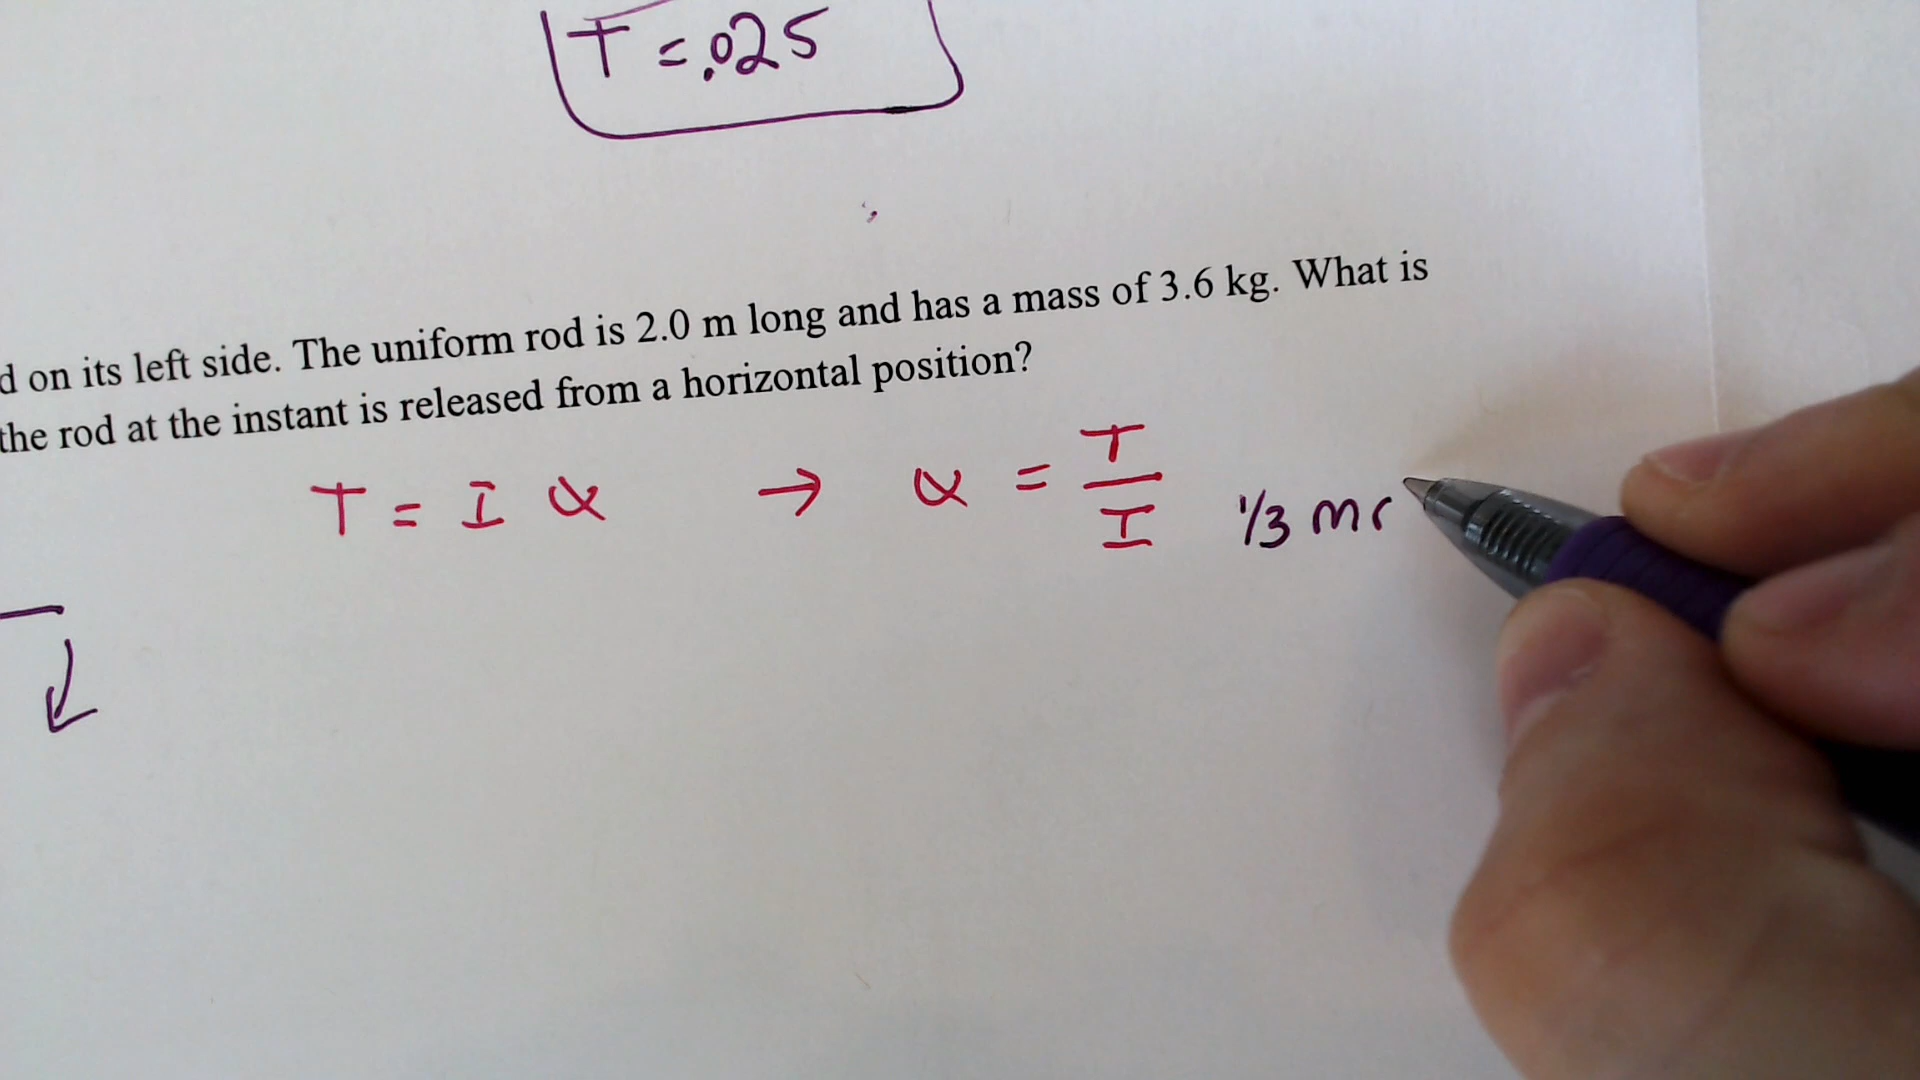 T = .025
d on its left side. The uniform rod is 2.0 m long and has a mass of 3.6 kg. What is
the rod at the instant is released from a horizontal position?
T = I α → α = T / I 1/3 mr